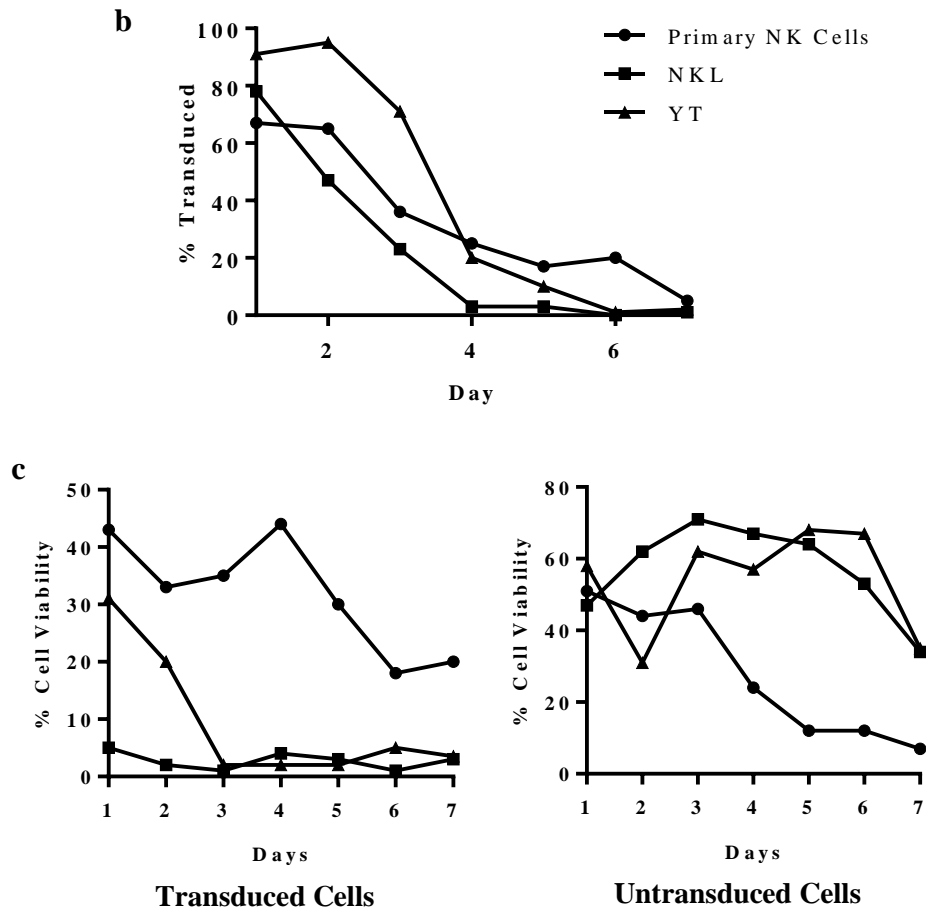 b
% Transduced
100
80
60
40
20
0
2 4 6
Day
Primary NK Cells
NKL
YT
c
% Cell Viability
50
40
30
20
10
0
1 2 3 4 5 6 7
Days
Transduced Cells
% Cell Viability
80
60
40
20
0
1 2 3 4 5 6 7
Days
Untransduced Cells